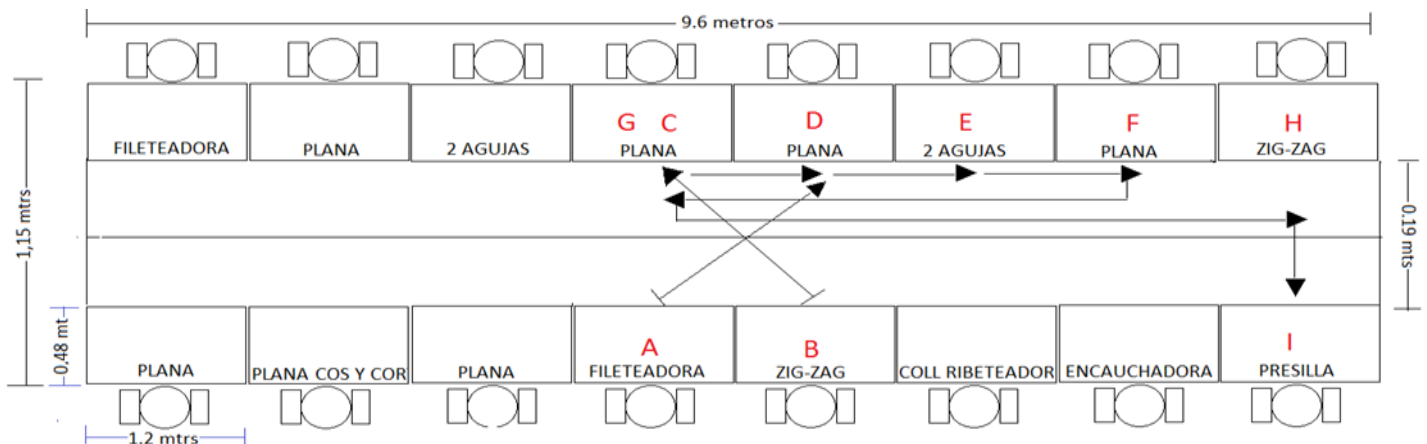 9.6 metros
G C D E F H
FILETEADORA PLANA 2 AGUJAS PLANA PLANA 2 AGUJAS PLANA ZIG-ZAG
1,15 mtrs
0.19 mts
0,48 mt
A B I
PLANA PLANA COS Y COR PLANA FILETEADORA ZIG-ZAG COLL RIBETEADOR ENCAUCHADORA PRESILLA
1.2 mtrs